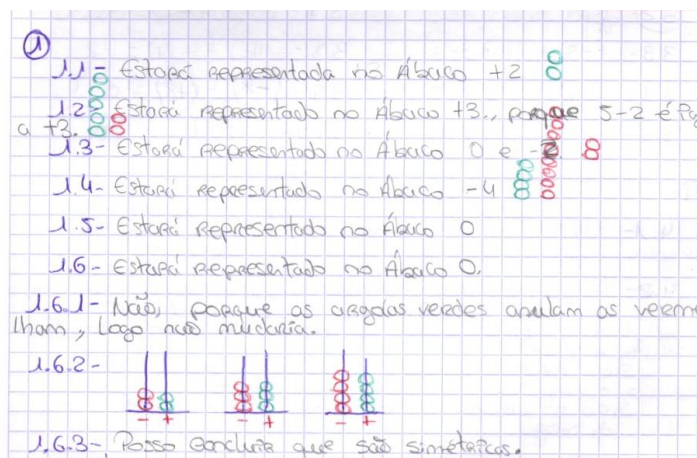 1
1.1- Estará representada no Ábaco +2
1.2- Estará representado no Ábaco +3., porque 5-2 é
a +3.
1.3- Estará representado no Ábaco 0 e -2.
1.4- Estará representado no Ábaco -4
1.5- Estará representado no Ábaco 0
1.6- Estará representado no Ábaco 0.
1.6.1- Não, porque as argolas verdes anulam as verme
lham, logo não mudaria.
1.6.2-
- + - + - +
1.6.3- Posso concluir que são simétricas.